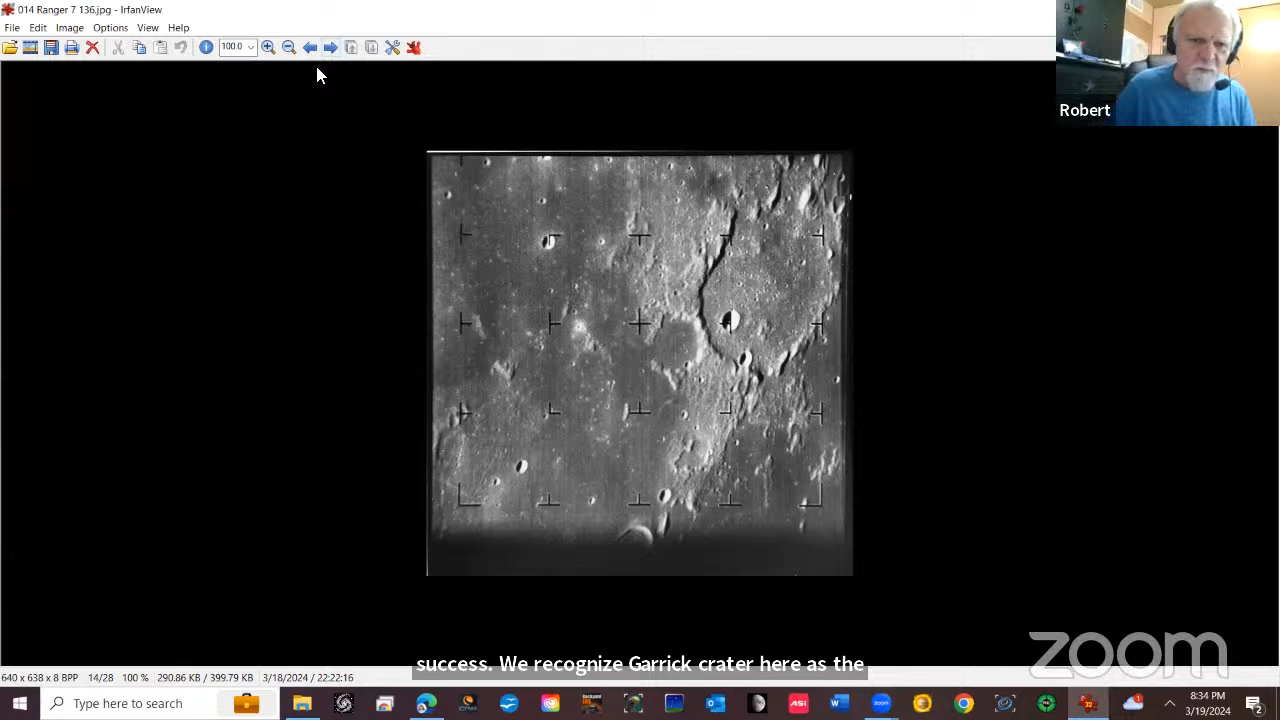 014 Ranger 7 136.jpg - IrfanView
File Edit Image Options View Help
100.0
Robert
success. We recognize Garrick crater here as the
zoom
640 x 638 x 8 BPP 14/28 100 % 290.86 KB / 399.79 KB 3/18/2024 / 22:22:16
Type here to search
8:34 PM
3/19/2024
2